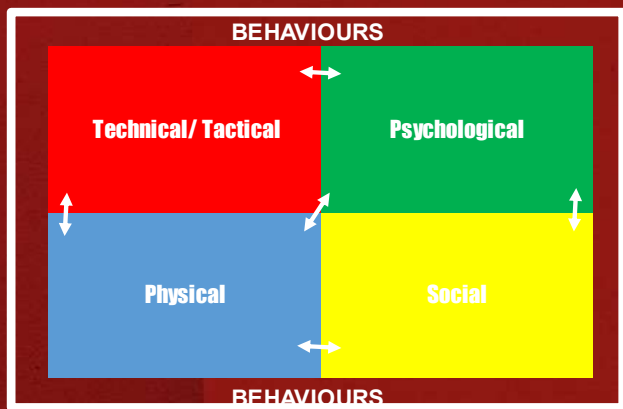 BEHAVIOURS
Technical/ Tactical
Psychological
Physical
Social
BEHAVIOURS